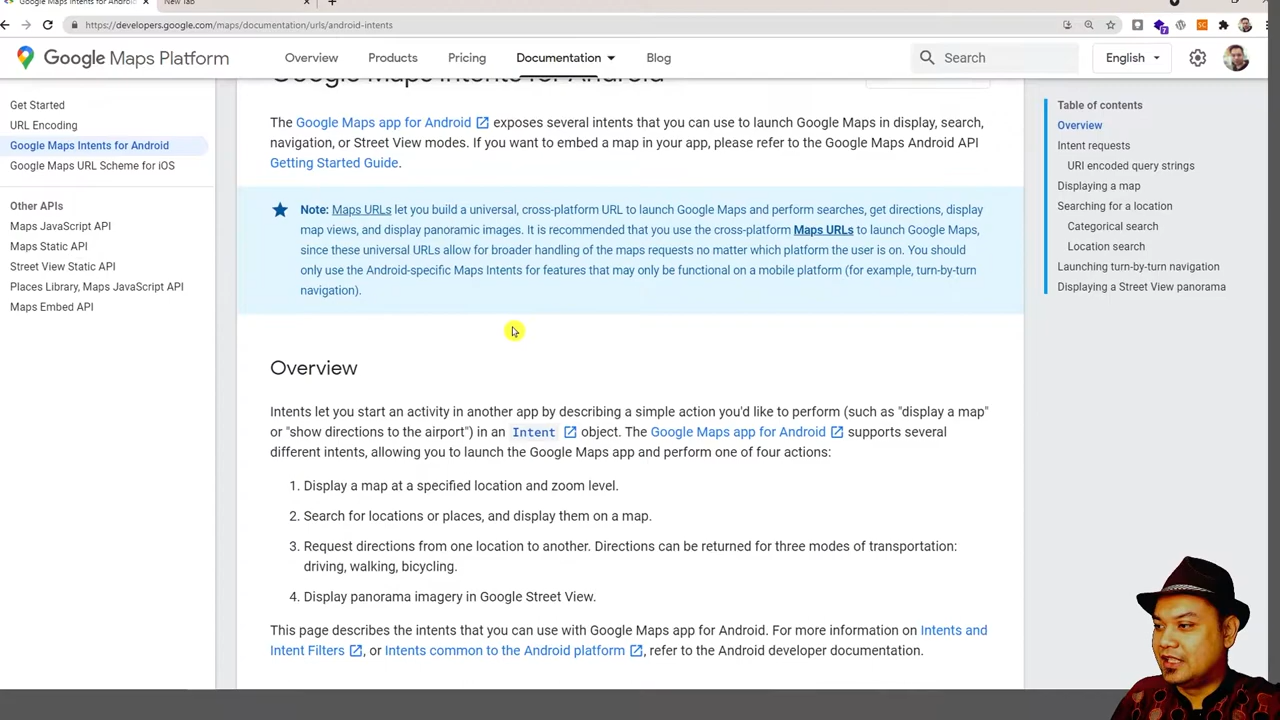 Google Maps Intents for Android
New Tab
https://developers.google.com/maps/documentation/urls/android-intents
7
SC
Google Maps Platform
Overview
Products
Pricing
Documentation
Blog
Search
English
Get Started
URL Encoding
Google Maps Intents for Android
Google Maps URL Scheme for iOS
Other APIs
Maps JavaScript API
Maps Static API
Street View Static API
Places Library, Maps JavaScript API
Maps Embed API
Google Maps Intents for Android
The Google Maps app for Android exposes several intents that you can use to launch Google Maps in display, search,
navigation, or Street View modes. If you want to embed a map in your app, please refer to the Google Maps Android API
Getting Started Guide.
Note: Maps URLs let you build a universal, cross-platform URL to launch Google Maps and perform searches, get directions, display
map views, and display panoramic images. It is recommended that you use the cross-platform Maps URLs to launch Google Maps,
since these universal URLs allow for broader handling of the maps requests no matter which platform the user is on. You should
only use the Android-specific Maps Intents for features that may only be functional on a mobile platform (for example, turn-by-turn
navigation).
Overview
Intents let you start an activity in another app by describing a simple action you'd like to perform (such as "display a map"
or "show directions to the airport") in an Intent object. The Google Maps app for Android supports several
different intents, allowing you to launch the Google Maps app and perform one of four actions:
1. Display a map at a specified location and zoom level.
2. Search for locations or places, and display them on a map.
3. Request directions from one location to another. Directions can be returned for three modes of transportation:
driving, walking, bicycling.
4. Display panorama imagery in Google Street View.
This page describes the intents that you can use with Google Maps app for Android. For more information on Intents and
Intent Filters, or Intents common to the Android platform, refer to the Android developer documentation.
Table of contents
Overview
Intent requests
URI encoded query strings
Displaying a map
Searching for a location
Categorical search
Location search
Launching turn-by-turn navigation
Displaying a Street View panorama